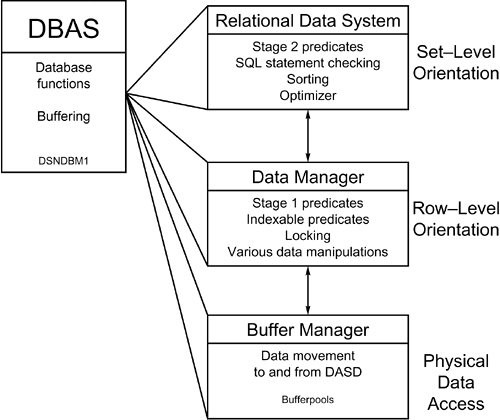 DBAS
Database
functions
Buffering
DSNDBM1
Relational Data System
Stage 2 predicates
SQL statement checking
Sorting
Optimizer
Set–Level
Orientation
Data Manager
Stage 1 predicates
Indexable predicates
Locking
Various data manipulations
Row–Level
Orientation
Buffer Manager
Data movement
to and from DASD
Bufferpools
Physical
Data
Access